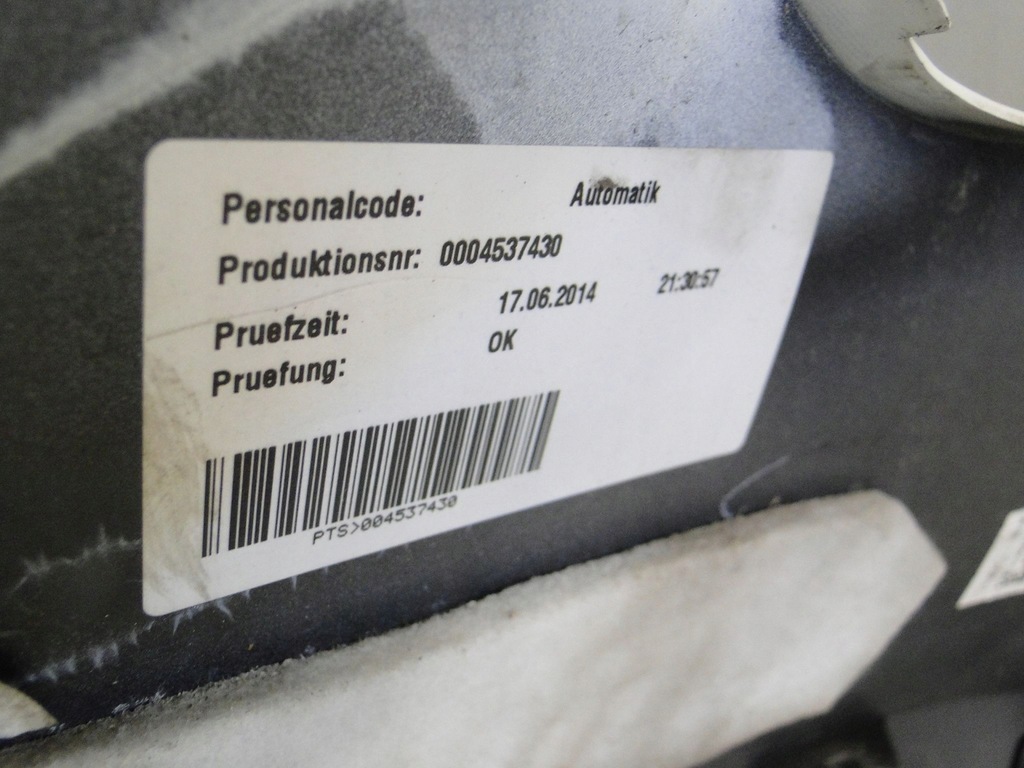 Personalcode: Automatik
Produktionsnr: 0004537430
Pruefzeit: 17.06.2014 21:30:57
Pruefung: OK
PTS>004537430